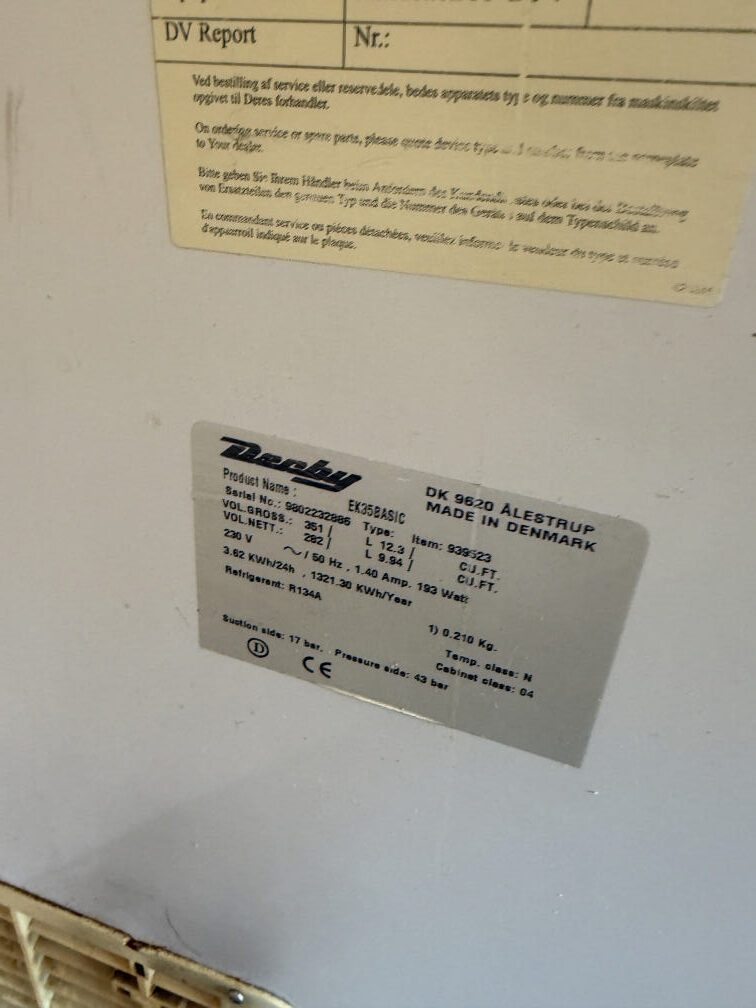 DV Report Nr.:
Ved bestilling af service eller reservedele, bedes apparatets type og nummer fra maskinskiltet
opgivet til Deres forhandler.
On ordering service or spare parts, please quote device type
to Your dealer.
Bitte geben Sie Ihrem Händler beim Anfordern des oder bei der Bestellung
von Ersatzteilen den genauen Typ und die Nummer des Geräts auf dem Typenschild an.
En commandant service ou pièces détachées, veuillez informer le vendeur du type et numéro
d'apparroil indiqué sur le plaque.
Derby
DK 9620 ÅLESTRUP
MADE IN DENMARK
Product Name : EK35BASIC
Serial No.: 9802232886 Type: Item: 939523
VOL.GROSS.: 351/ L 12.3/ CU.FT.
VOL.NETT.: 282/ L 9.94/ CU.FT.
230 V ~/ 50 Hz , 1.40 Amp. 193 Watt
3.62 KWh/24h , 1321.30 KWh/Year
Refrigerant: R134A 1) 0.210 Kg.
Temp. class: N
Suction side: 17 bar, Pressure side: 43 bar Cabinet class: 04
D CE